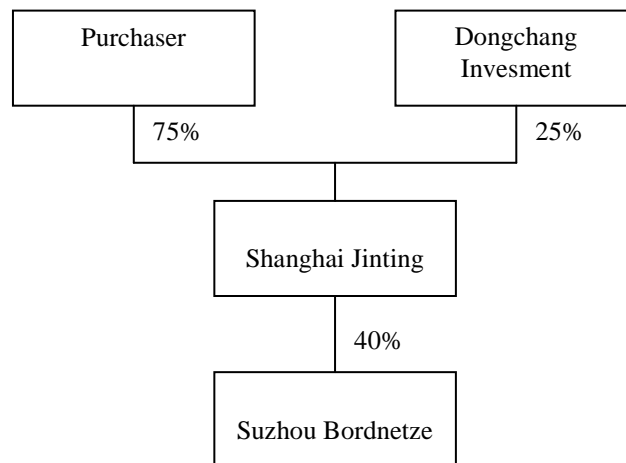 Purchaser
Dongchang
Invesment
75%
25%
Shanghai Jinting
40%
Suzhou Bordnetze